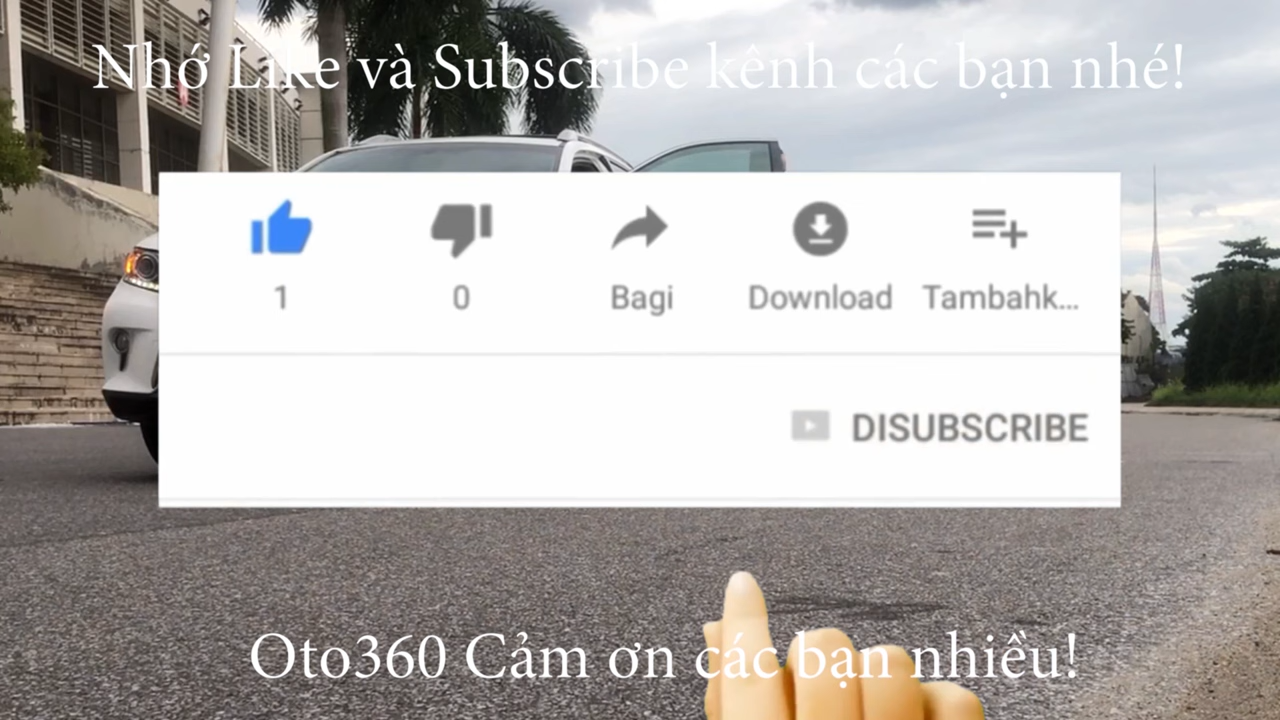 Nhớ Like và Subscribe kênh các bạn nhé!
1 0 Bagi Download Tambahk...
DISUBSCRIBE
Oto360 Cảm ơn các bạn nhiều!